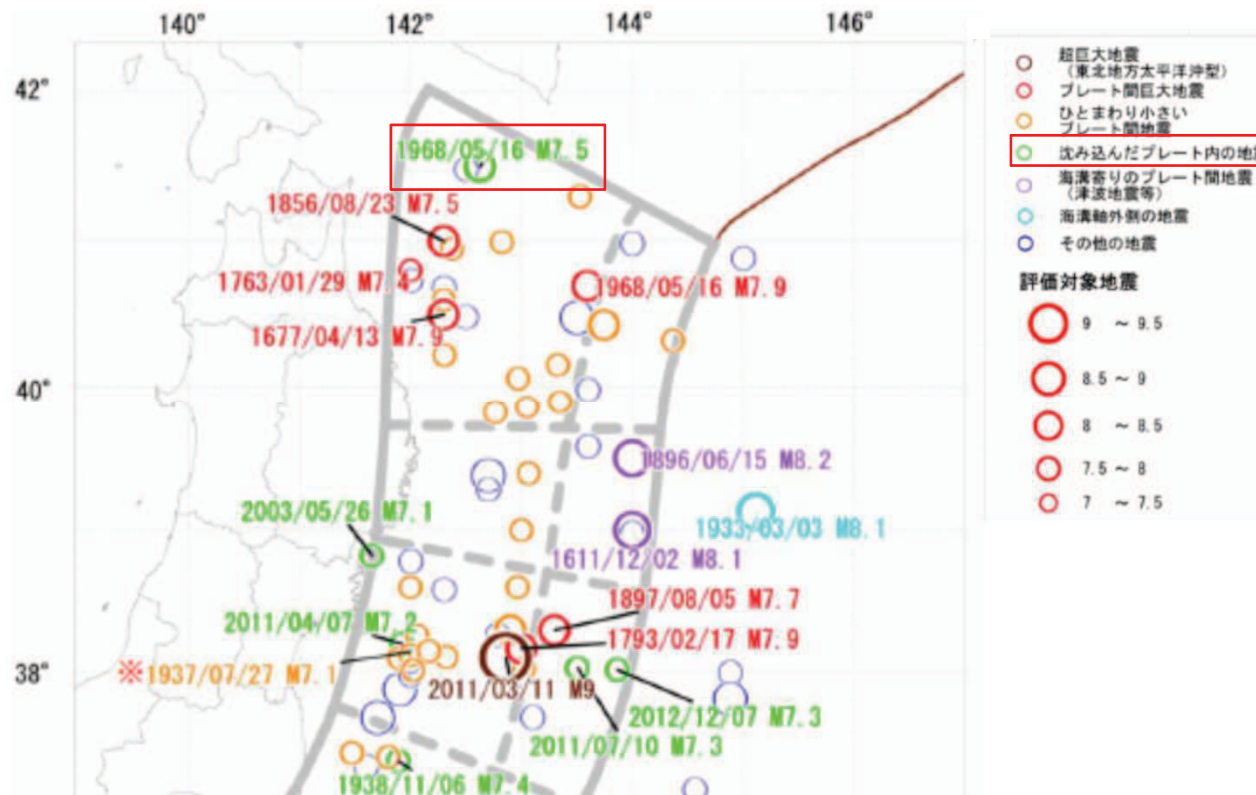 140°
142°
144°
146°
42°
40°
38°
1968/05/16 M7.5
1856/08/23 M7.5
1763/01/29 M7.4
1968/05/16 M7.9
1677/04/13 M7.9
1896/06/15 M8.2
2003/05/26 M7.1
1933/03/03 M8.1
1611/12/02 M8.1
1897/08/05 M7.7
2011/04/07 M7.2
1793/02/17 M7.9
※1937/07/27 M7.1
2011/03/11 M9
2012/12/07 M7.3
2011/07/10 M7.3
1938/11/06 M7.4
超巨大地震
(東北地方太平洋沖型)
プレート間巨大地震
ひとまわり小さい
プレート間地震
沈み込んだプレート内の地
海溝寄りのプレート間地震
(津波地震等)
海溝軸外側の地震
その他の地震
評価対象地震
9 ~ 9.5
8.5 ~ 9
8 ~ 8.5
7.5 ~ 8
7 ~ 7.5